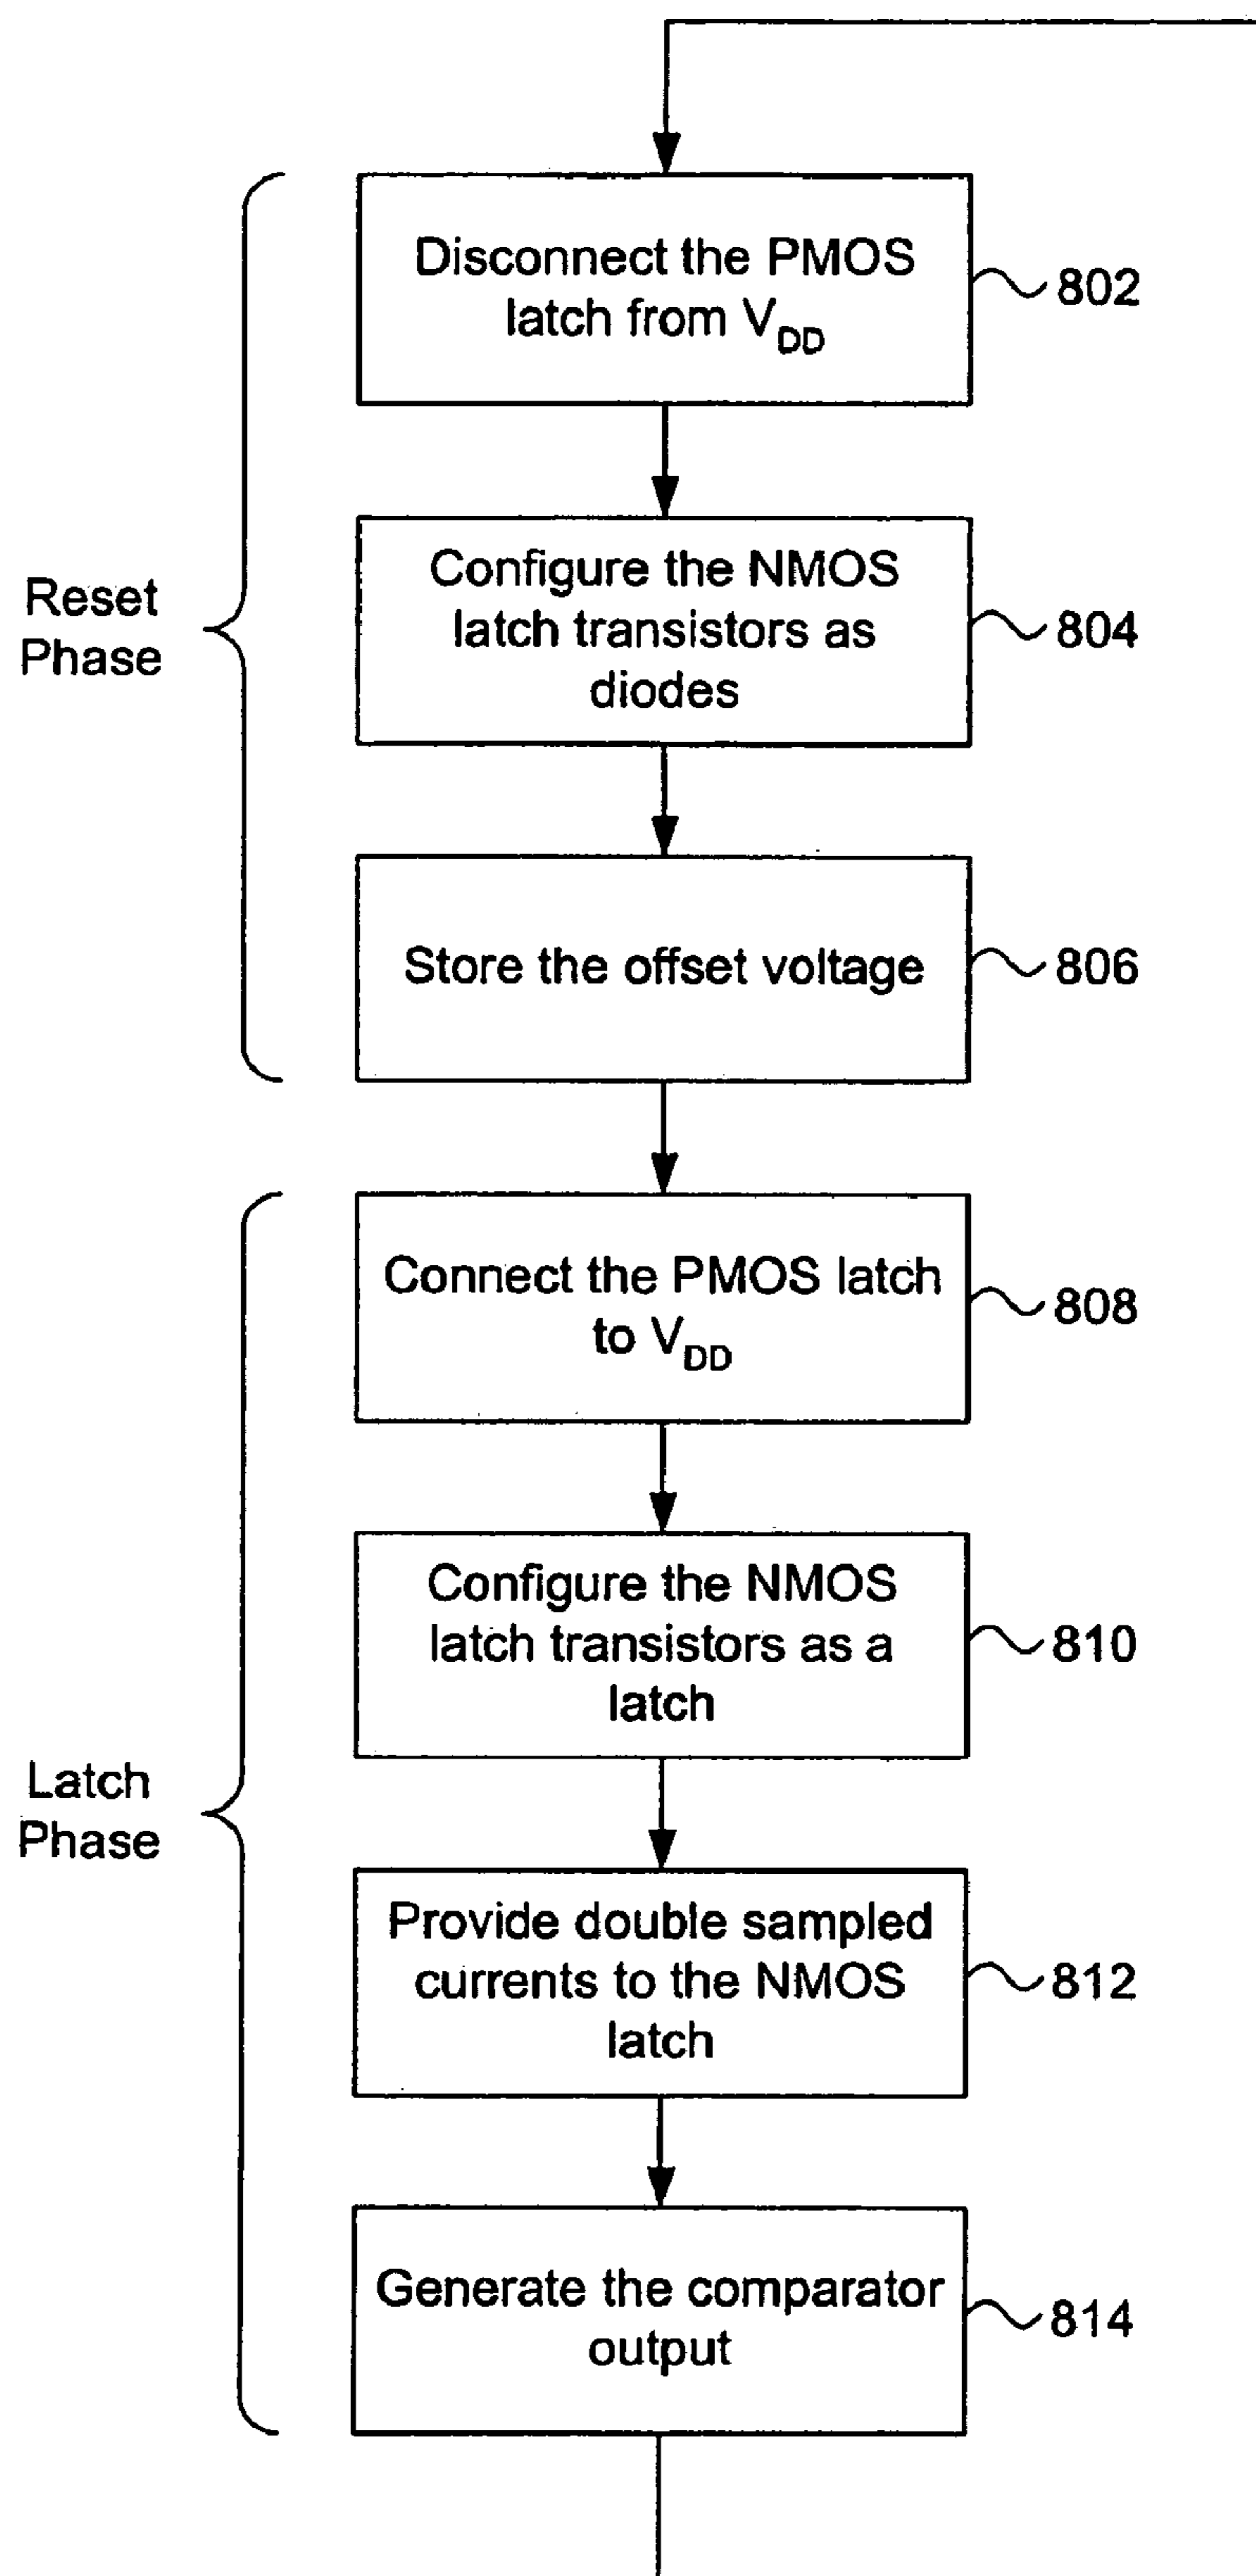 Disconnect the PMOS
latch from VDD
802
Reset
Phase
Configure the NMOS
latch transistors as
diodes
804
Store the offset voltage
806
Connect the PMOS latch
to VDD
808
Configure the NMOS
latch transistors as a
latch
810
Latch
Phase
Provide double sampled
currents to the NMOS
latch
812
Generate the comparator
output
814